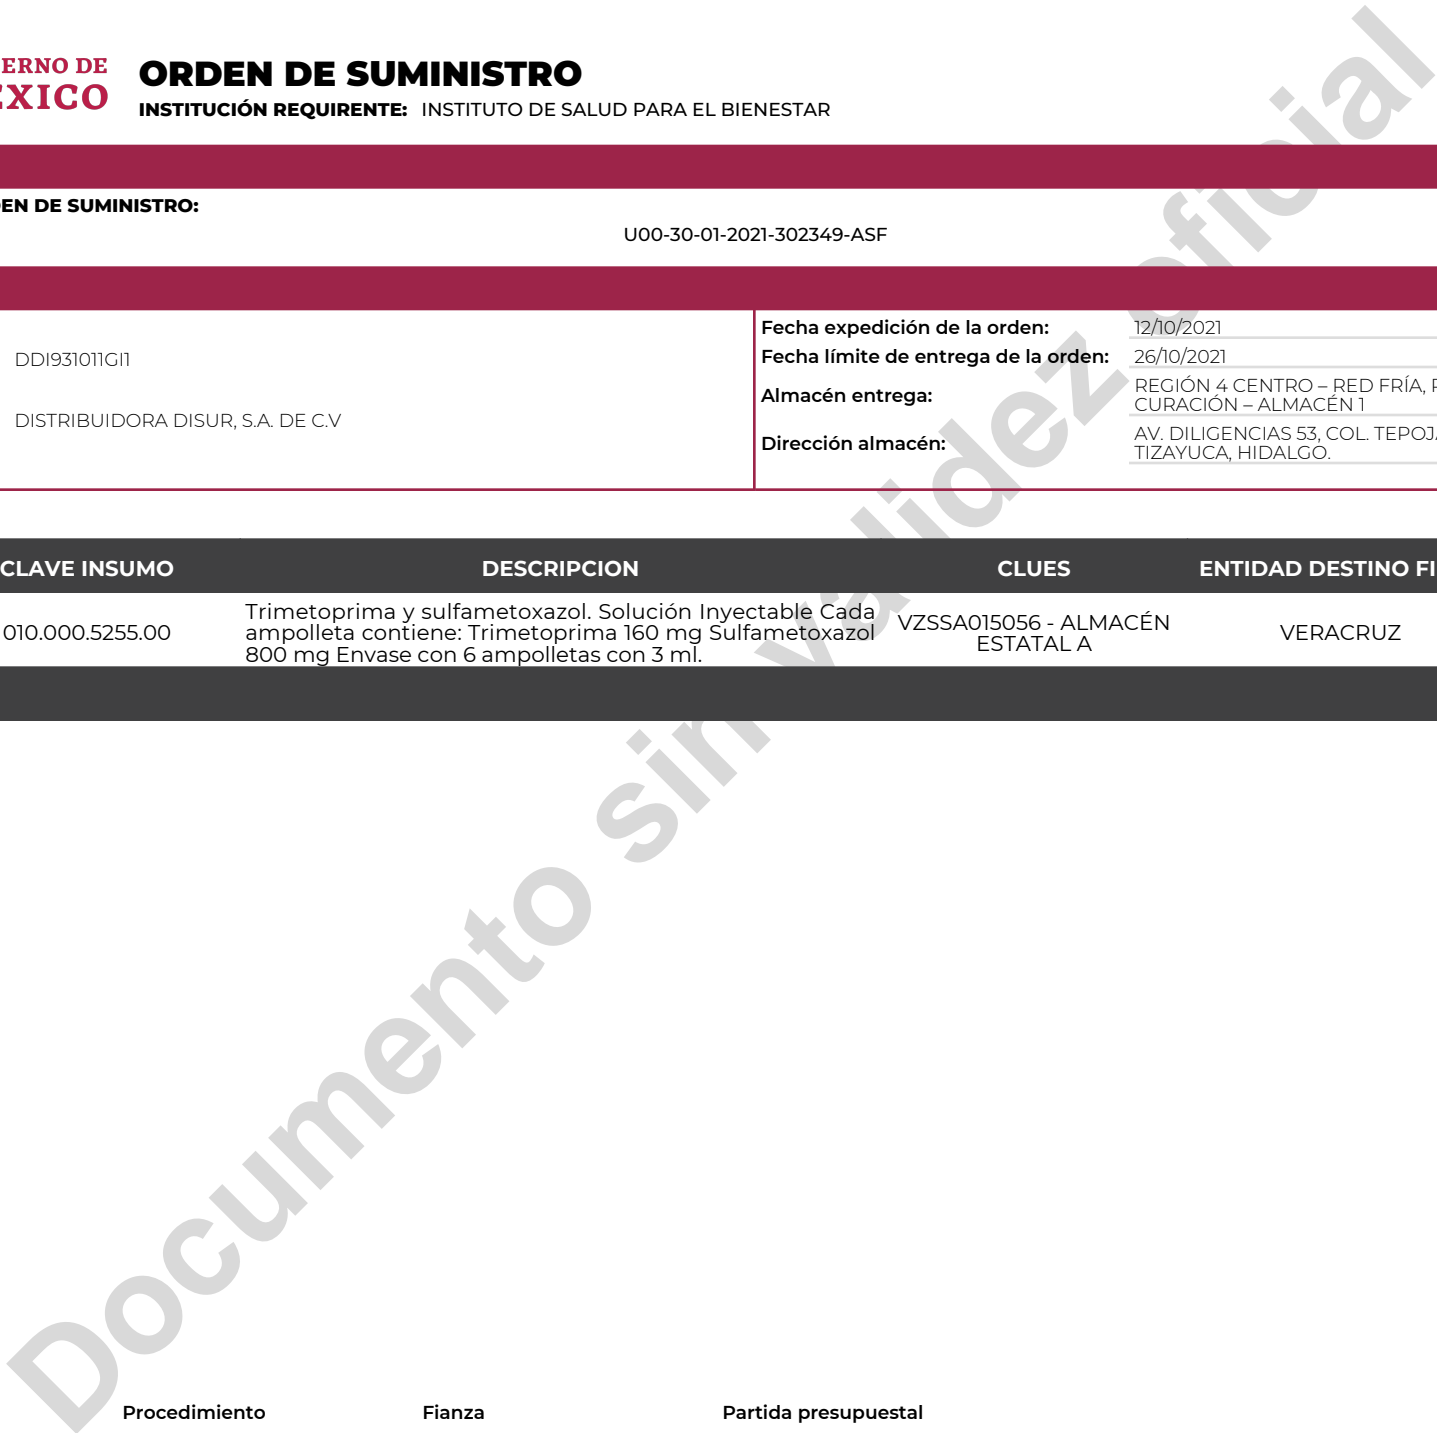 ERNO DE
ÉXICO
ORDEN DE SUMINISTRO
INSTITUCIÓN REQUIRENTE: INSTITUTO DE SALUD PARA EL BIENESTAR
EN DE SUMINISTRO:
U00-30-01-2021-302349-ASF
DDI931011GI1
DISTRIBUIDORA DISUR, S.A. DE C.V
Fecha expedición de la orden: 12/10/2021
Fecha límite de entrega de la orden: 26/10/2021
Almacén entrega: REGIÓN 4 CENTRO – RED FRÍA,
CURACIÓN – ALMACÉN 1
Dirección almacén: AV. DILIGENCIAS 53, COL. TEPOJA
TIZAYUCA, HIDALGO.
CLAVE INSUMO DESCRIPCION CLUES ENTIDAD DESTINO FI
010.000.5255.00
Trimetoprima y sulfametoxazol. Solución Inyectable Cada
ampolleta contiene: Trimetoprima 160 mg Sulfametoxazol
800 mg Envase con 6 ampolletas con 3 ml.
VZSSA015056 - ALMACÉN
ESTATAL A
VERACRUZ
Documento sin validez oficial
Procedimiento Fianza Partida presupuestal